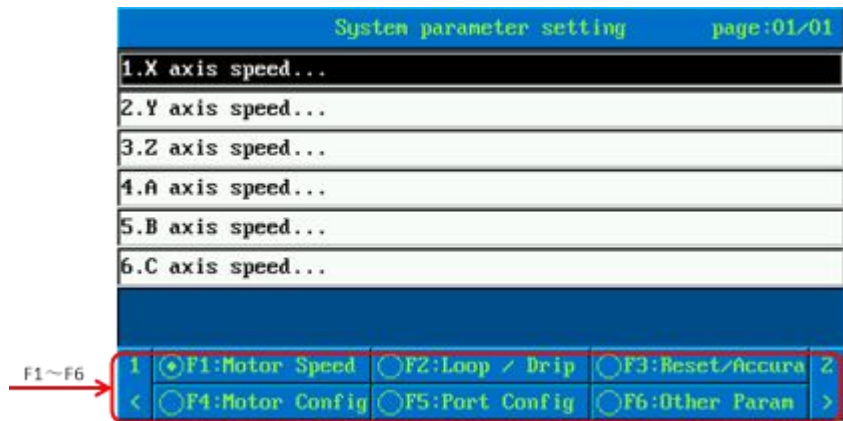 System parameter setting page:01/01
1.X axis speed...
2.Y axis speed...
3.Z axis speed...
4.A axis speed...
5.B axis speed...
6.C axis speed...
F1~F6
1 F1:Motor Speed F2:Loop / Drip F3:Reset/Accura 2
< F4:Motor Config F5:Port Config F6:Other Param >